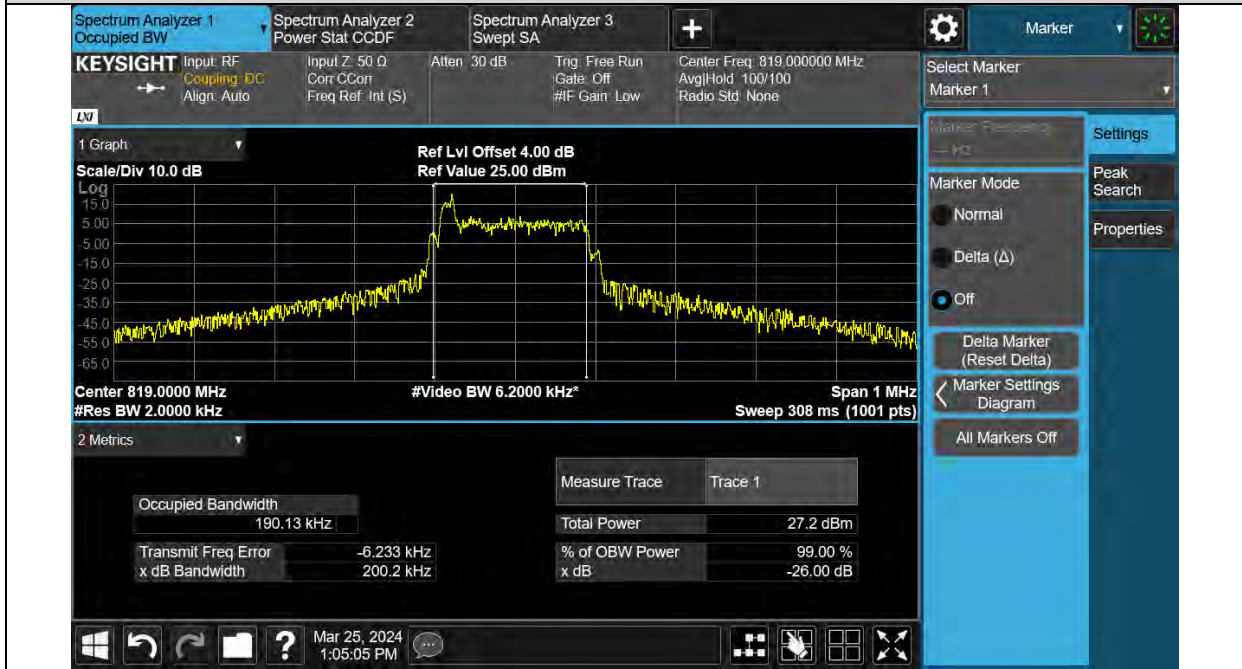 Spectrum Analyzer 1
Occupied BW
Spectrum Analyzer 2
Power Stat CCDF
Spectrum Analyzer 3
Swept SA
Marker
KEYSIGHT
Input: RF
Coupling: DC
Align: Auto
Input Z: 50 Ω
Corr CCorr
Freq Ref: Int (S)
Atten: 30 dB
Trig: Free Run
Gate: Off
#IF Gain: Low
Center Freq: 819.000000 MHz
Avg|Hold: 100/100
Radio Std: None
LXI
Select Marker
Marker 1
Marker Frequency
--- Hz
Settings
Peak
Search
Properties
Marker Mode
Normal
Delta (Δ)
Off
Delta Marker
(Reset Delta)
Marker Settings
Diagram
All Markers Off
1 Graph
Scale/Div 10.0 dB
Ref Lvl Offset 4.00 dB
Ref Value 25.00 dBm
Log
15.0
5.00
-5.00
-15.0
-25.0
-35.0
-45.0
-55.0
-65.0
Center 819.0000 MHz
#Video BW 6.2000 kHz*
Span 1 MHz
#Res BW 2.0000 kHz
Sweep 308 ms (1001 pts)
2 Metrics
Measure Trace
Trace 1
Occupied Bandwidth
190.13 kHz
Total Power
27.2 dBm
Transmit Freq Error
-6.233 kHz
% of OBW Power
99.00 %
x dB Bandwidth
200.2 kHz
x dB
-26.00 dB
?
Mar 25, 2024
1:05:05 PM